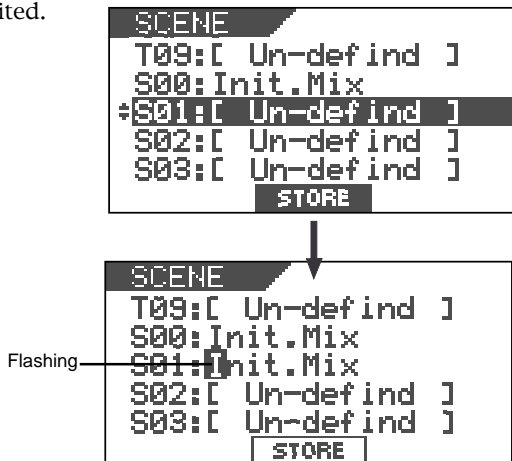 ited.
SCENE
T09:[ Un-defind ]
S00:Init.Mix
S01:[ Un-defind ]
S02:[ Un-defind ]
S03:[ Un-defind ]
STORE
SCENE
T09:[ Un-defind ]
S00:Init.Mix
Flashing
S01:Init.Mix
S02:[ Un-defind ]
S03:[ Un-defind ]
STORE